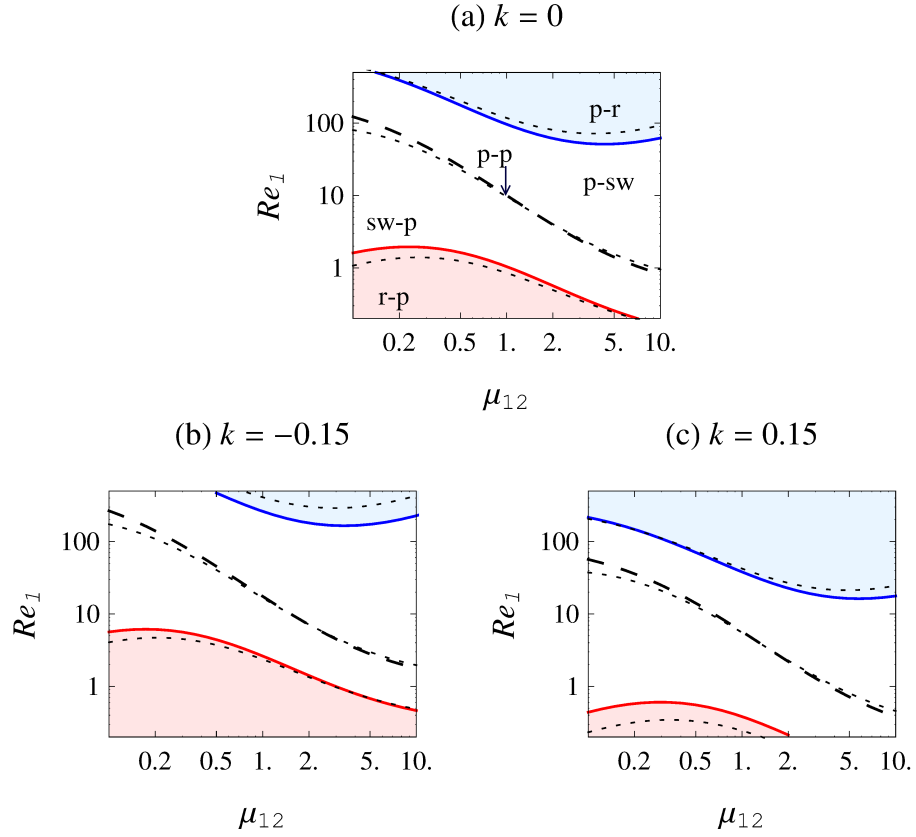 (a) k = 0
Re₁
100
10
1
p-r
p-p
p-sw
sw-p
r-p
0.2 0.5 1. 2. 5. 10.
μ₁₂
(b) k = −0.15
(c) k = 0.15
Re₁
100
10
1
0.2 0.5 1. 2. 5. 10.
μ₁₂
Re₁
100
10
1
0.2 0.5 1. 2. 5. 10.
μ₁₂